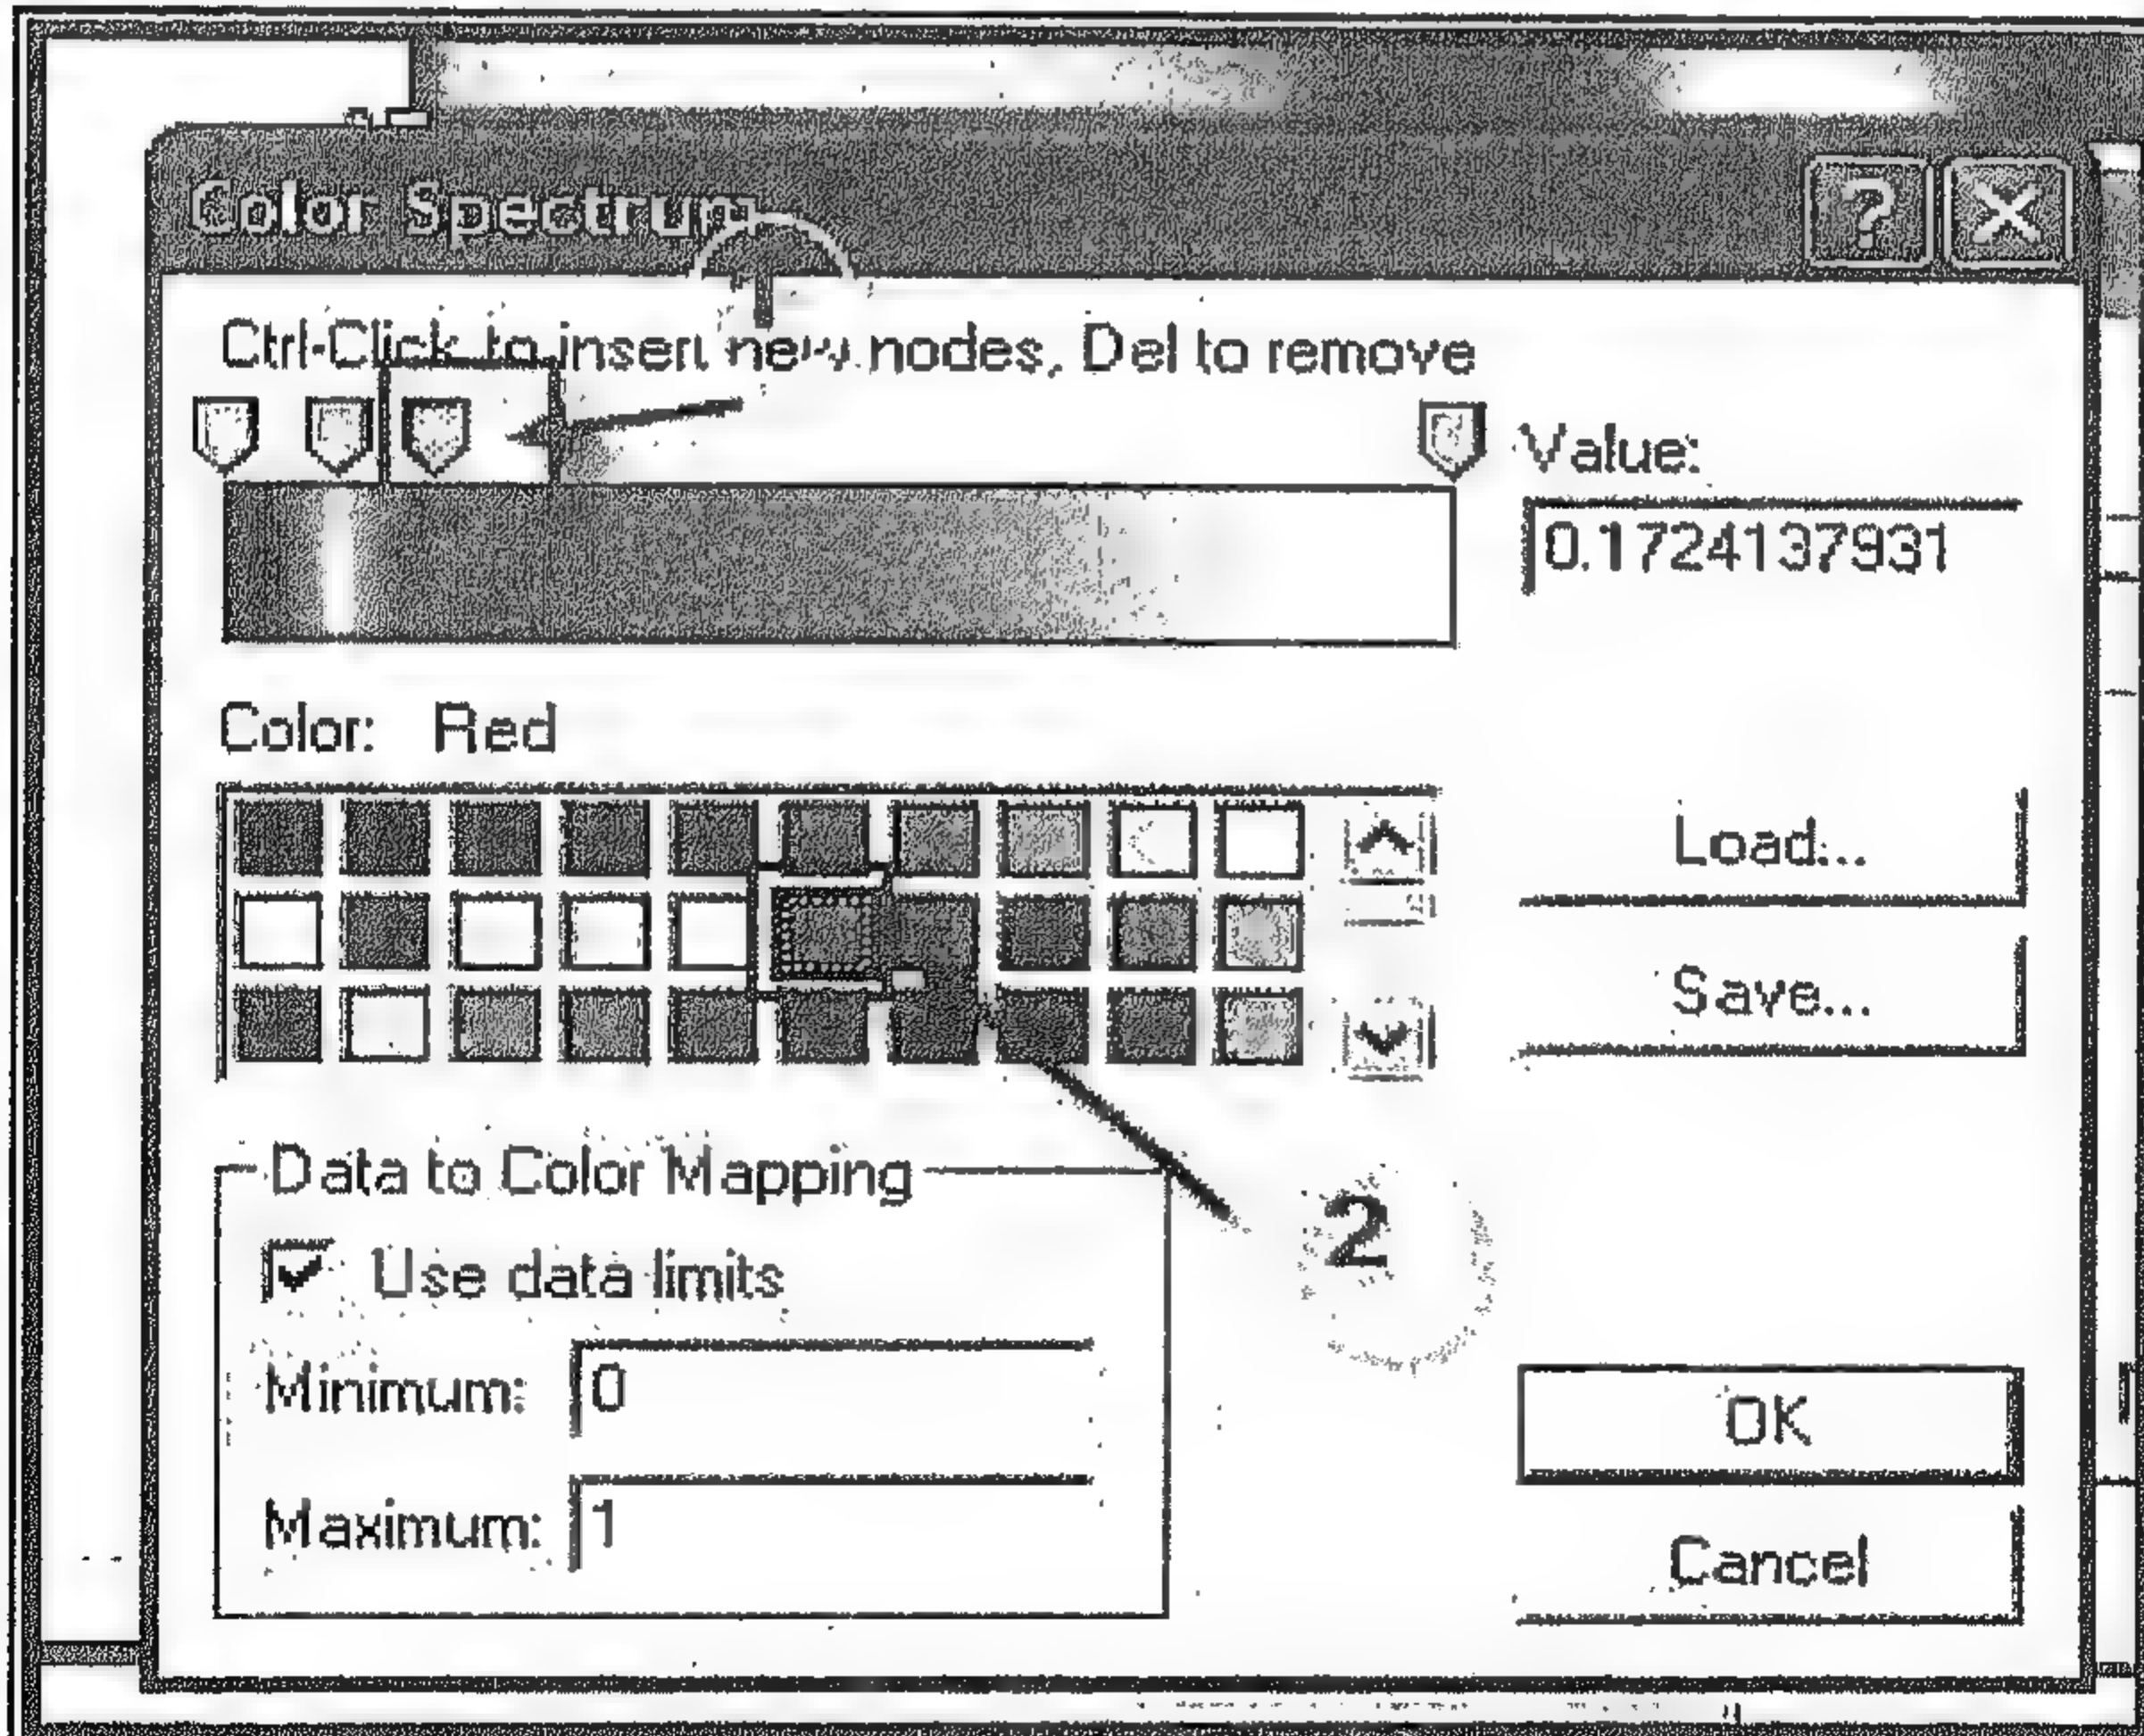 Color Spectrum
Ctrl-Click to insert new nodes, Del to remove
Value:
0.1724137931
Color: Red
Load...
Save...
Data to Color Mapping
2
Use data limits
Minimum: 0
OK
Maximum: 1
Cancel